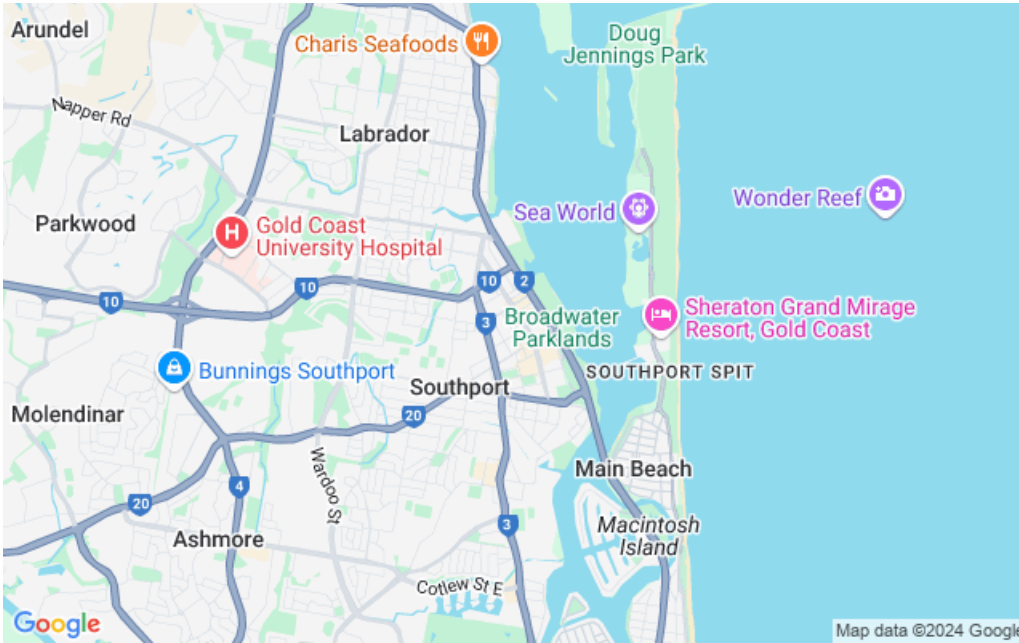 Arundel
Doug
Jennings Park
Charis Seafoods
Napper Rd
Labrador
Parkwood
Sea World
Wonder Reef
H
Gold Coast
University Hospital
10
10
10
2
Sheraton Grand Mirage
Resort, Gold Coast
3
Broadwater
Parklands
Bunnings Southport
SOUTHPORT SPIT
Southport
Molendinar
20
Wardoo St
Main Beach
4
20
3
Macintosh
Island
Ashmore
Cotlew St E
Google
Map data ©2024 Google